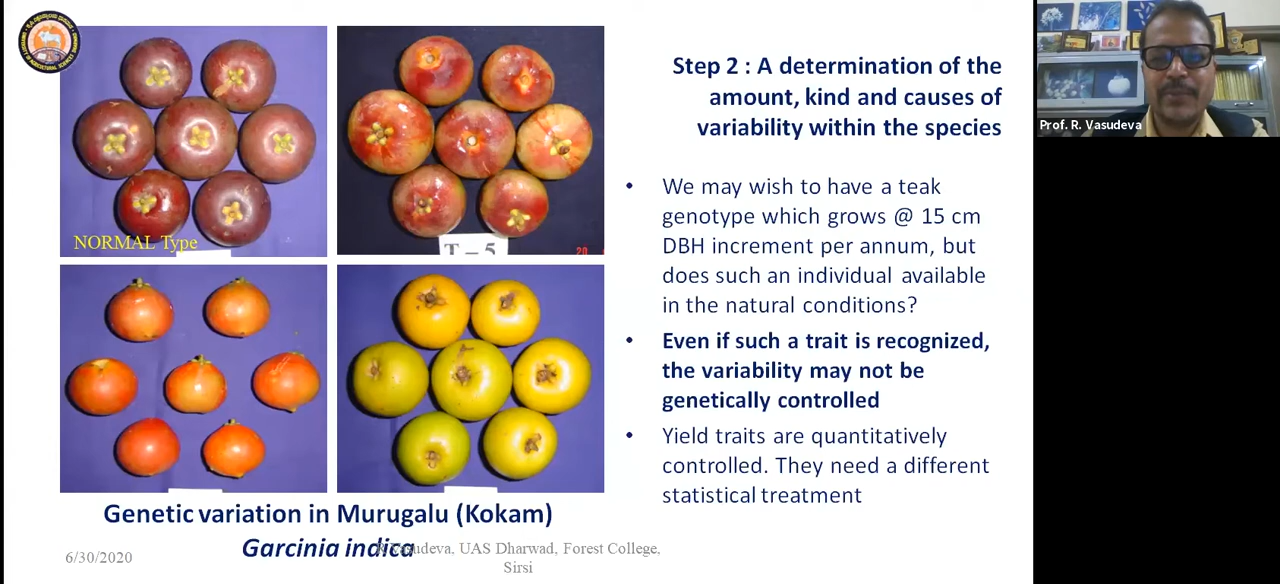 Step 2 : A determination of the
amount, kind and causes of
variability within the species
• We may wish to have a teak
genotype which grows @ 15 cm
DBH increment per annum, but
does such an individual available
in the natural conditions?
• Even if such a trait is recognized,
the variability may not be
genetically controlled
• Yield traits are quantitatively
controlled. They need a different
statistical treatment
NORMAL Type
T – 5
20
Genetic variation in Murugalu (Kokam)
Garcinia indica
6/30/2020
Vasudeva, UAS Dharwad, Forest College,
Sirsi
Prof. R. Vasudeva